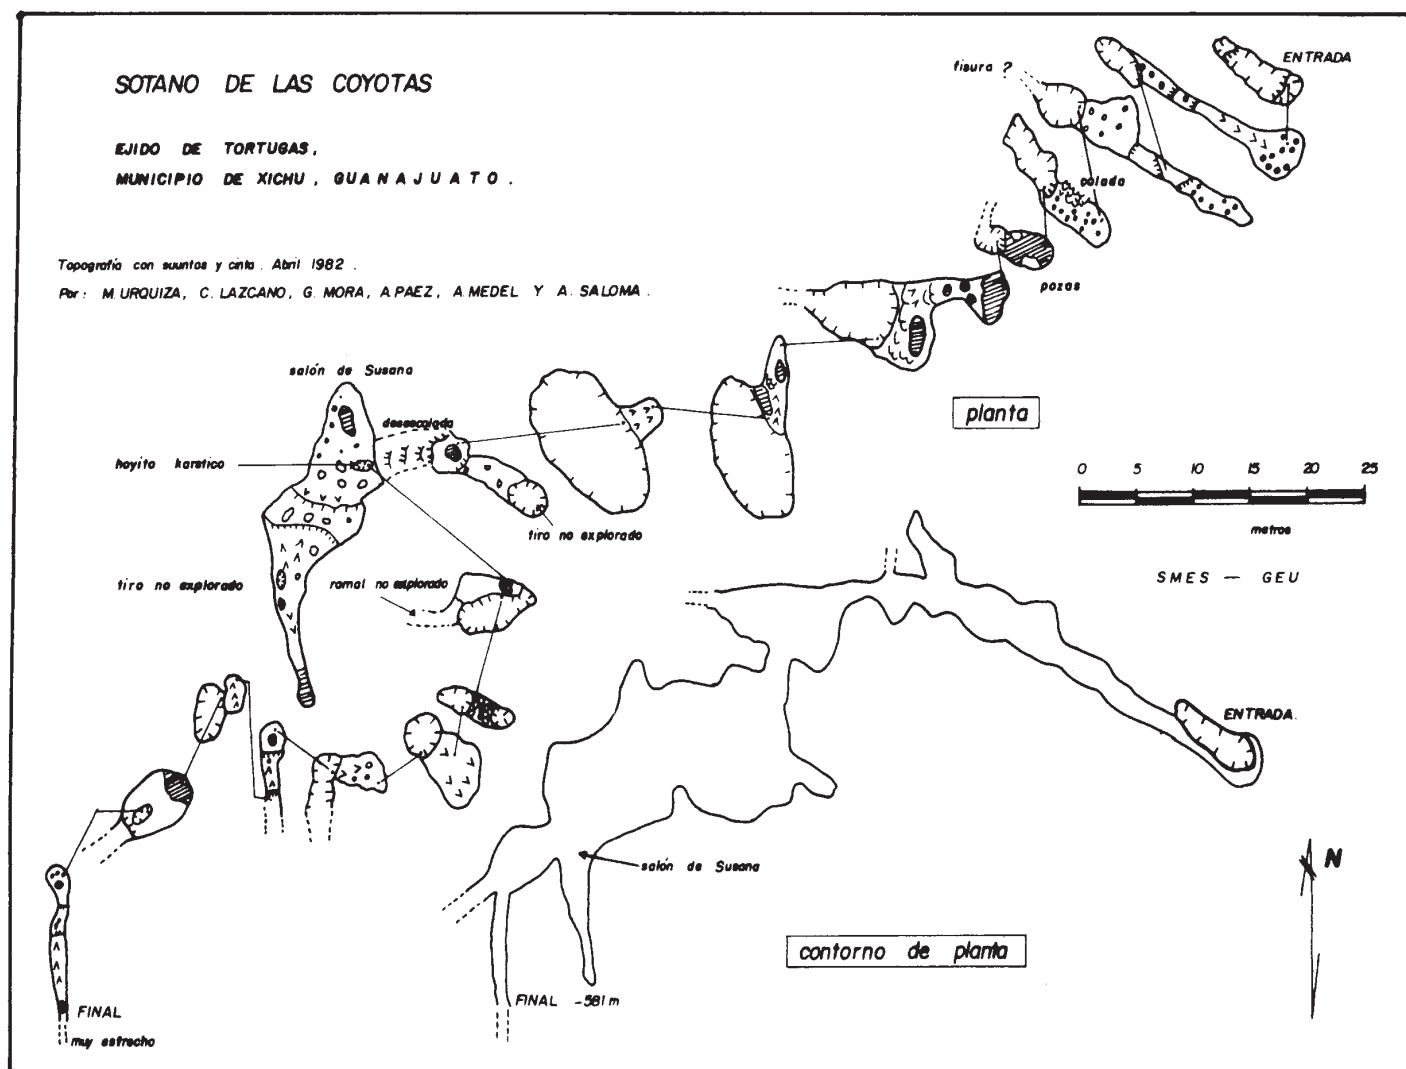 SOTANO DE LAS COYOTAS
EJIDO DE TORTUGAS,
MUNICIPIO DE XICHU, GUANAJUATO.
Topografía con suuntos y cinta. Abril 1982.
Por: M. URQUIZA, C. LAZCANO, G. MORA, A. PAEZ, A. MEDEL Y A. SALOMA.
fisura ?
ENTRADA
colada
pozas
planta
0 5 10 15 20 25
metros
SMES — GEU
salón de Susana
desescalada
hoyito karstico
tiro no explorado
tiro no explorado
ramal no explorado
ENTRADA.
salón de Susana
N
contorno de planta
FINAL -581 m
FINAL
muy estrecho